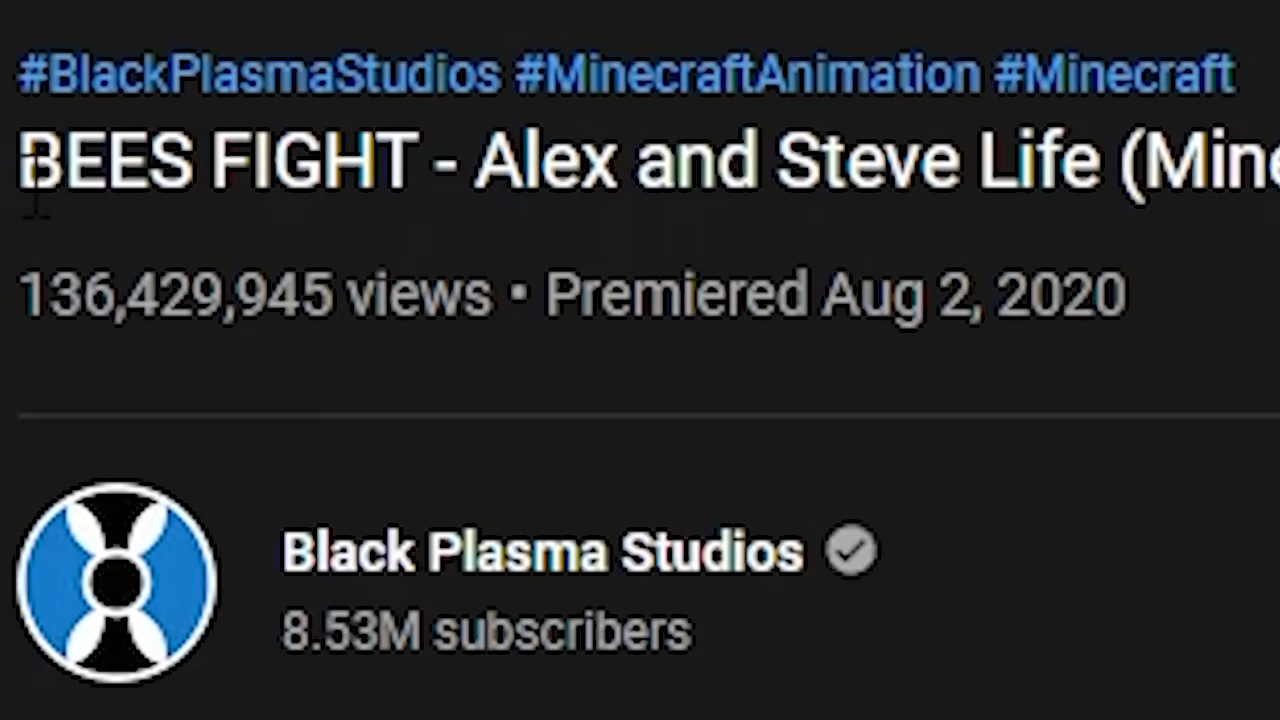 #BlackPlasmaStudios #MinecraftAnimation #Minecraft
BEES FIGHT - Alex and Steve Life (Mine
136,429,945 views • Premiered Aug 2, 2020
Black Plasma Studios
8.53M subscribers